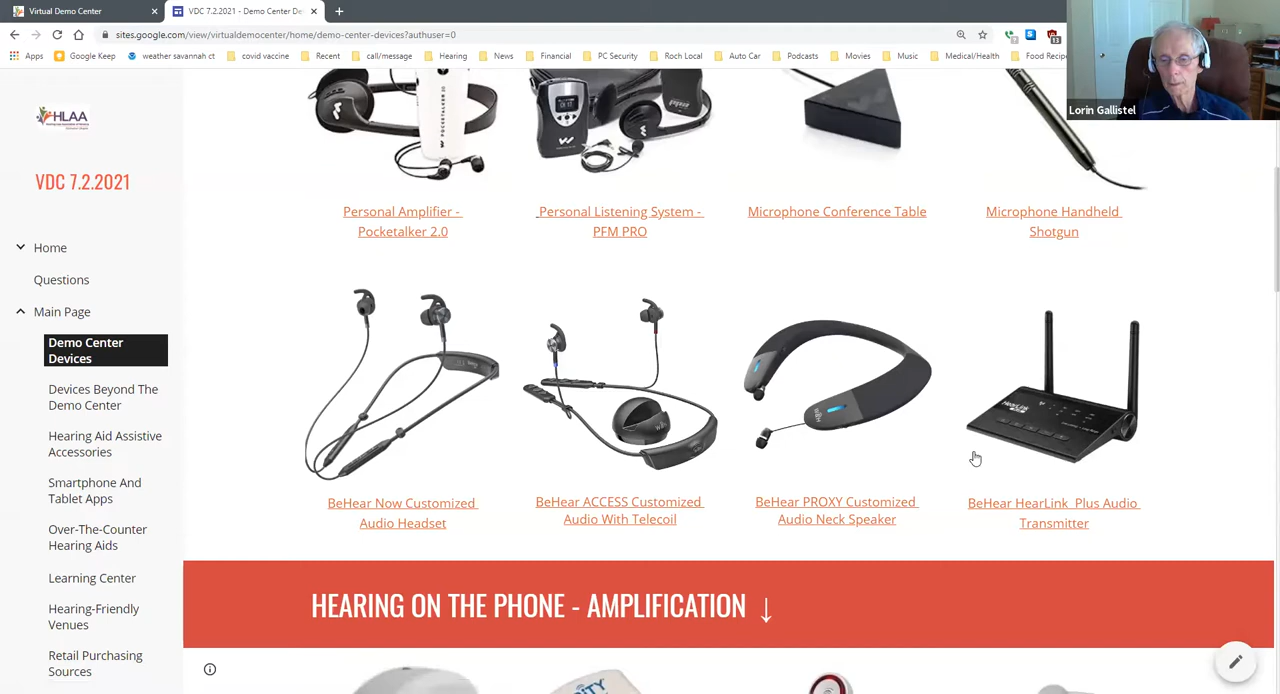 Virtual Demo Center
VDC 7.2.2021 - Demo Center De
sites.google.com/view/virtualdemocenter/home/demo-center-devices?authuser=0
Apps
Google Keep
weather savannah.ct
covid vaccine
Recent
call/message
Hearing
News
Financial
PC Security
Roch Local
Auto Car
Podcasts
Movies
Music
Medical/Health
Food Recip
Lorin Gallistel
HLAA
VDC 7.2.2021
Home
Questions
Main Page
Demo Center
Devices
Devices Beyond The
Demo Center
Hearing Aid Assistive
Accessories
Smartphone And
Tablet Apps
Over-The-Counter
Hearing Aids
Learning Center
Hearing-Friendly
Venues
Retail Purchasing
Sources
POCKETALKER 2.0
Personal Amplifier -
Pocketalker 2.0
Personal Listening System -
PFM PRO
Microphone Conference Table
Microphone Handheld
Shotgun
HearLink
BeHear Now Customized
Audio Headset
BeHear ACCESS Customized
Audio With Telecoil
BeHear PROXY Customized
Audio Neck Speaker
BeHear HearLink Plus Audio
Transmitter
HEARING ON THE PHONE - AMPLIFICATION ↓